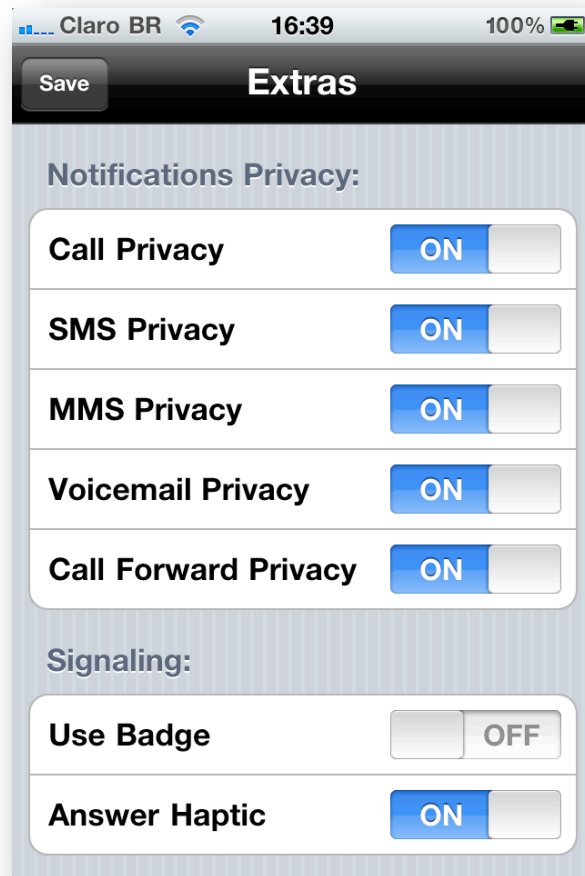 Claro BR 16:39 100%
Save Extras
Notifications Privacy:
Call Privacy ON
SMS Privacy ON
MMS Privacy ON
Voicemail Privacy ON
Call Forward Privacy ON
Signaling:
Use Badge OFF
Answer Haptic ON